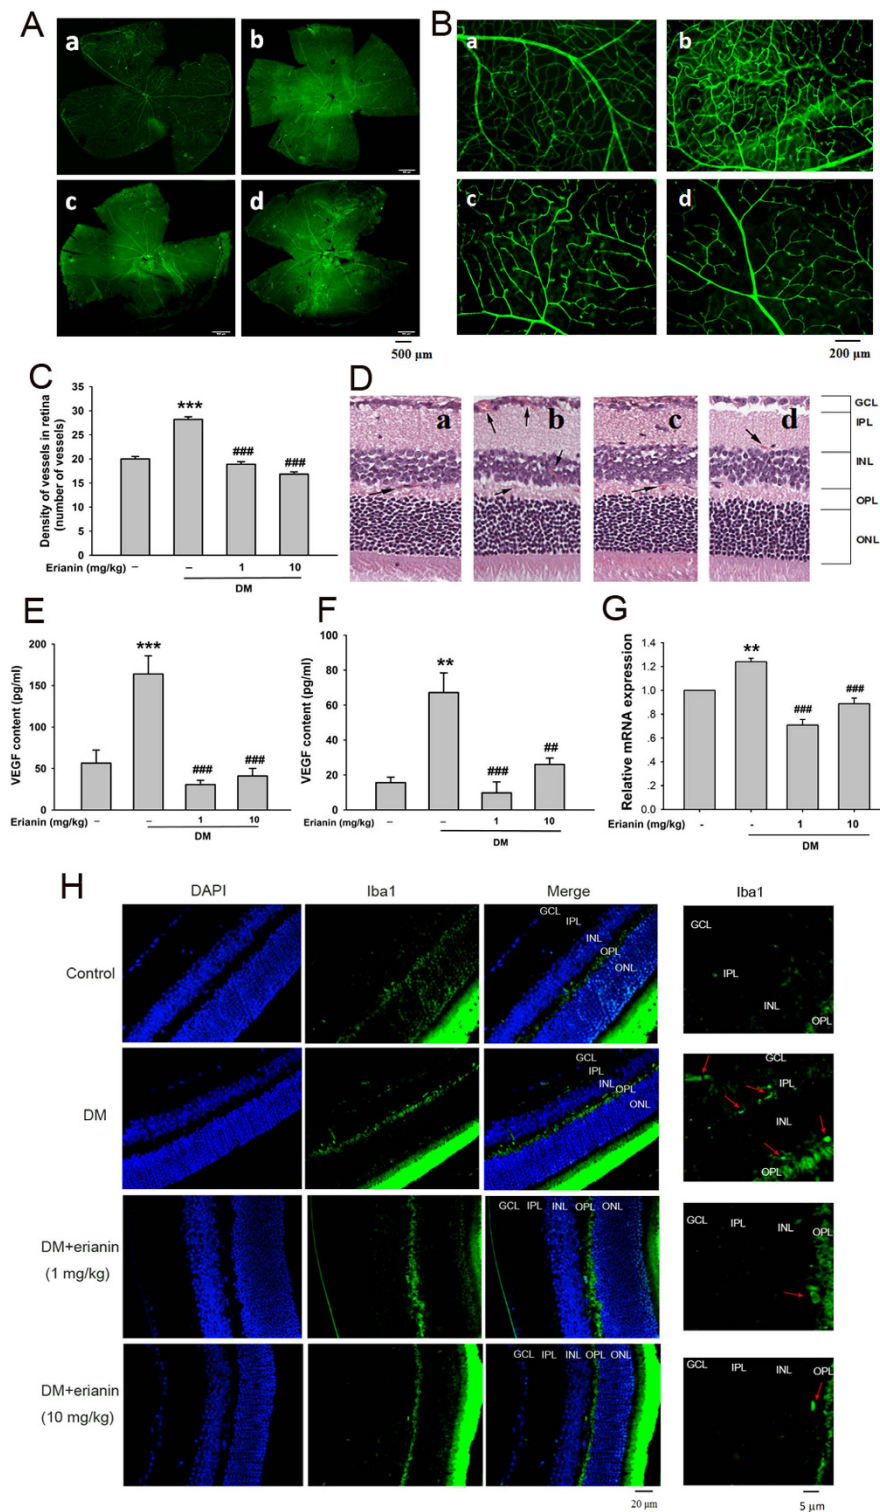 A
a
b
c
d
500 µm
B
a
b
c
d
200 µm
C
Density of vessels in retina
(number of vessels)
35
30
25
20
15
10
5
0
***
###
###
Erianin (mg/kg)
–
–
1
10
DM
D
a
b
c
d
GCL
IPL
INL
OPL
ONL
E
VEGF content (pg/ml)
200
150
100
50
0
***
###
###
Erianin (mg/kg)
–
–
1
10
DM
F
VEGF content (pg/ml)
100
80
60
40
20
0
**
###
##
Erianin (mg/kg)
–
–
1
10
DM
G
Relative mRNA expression
1.4
1.2
1.0
.8
.6
.4
.2
0.0
**
###
###
Erianin(mg/kg)
-
-
1
10
DM
H
DAPI
Iba1
Merge
Iba1
Control
GCL
IPL
INL
OPL
ONL
GCL
IPL
INL
OPL
DM
GCL
IPL
INL
OPL
ONL
GCL
IPL
INL
OPL
DM+erianin
(1 mg/kg)
GCL IPL INL OPL ONL
GCL IPL INL OPL
DM+erianin
(10 mg/kg)
GCL IPL INL OPL ONL
GCL IPL INL OPL
20 µm
5 µm